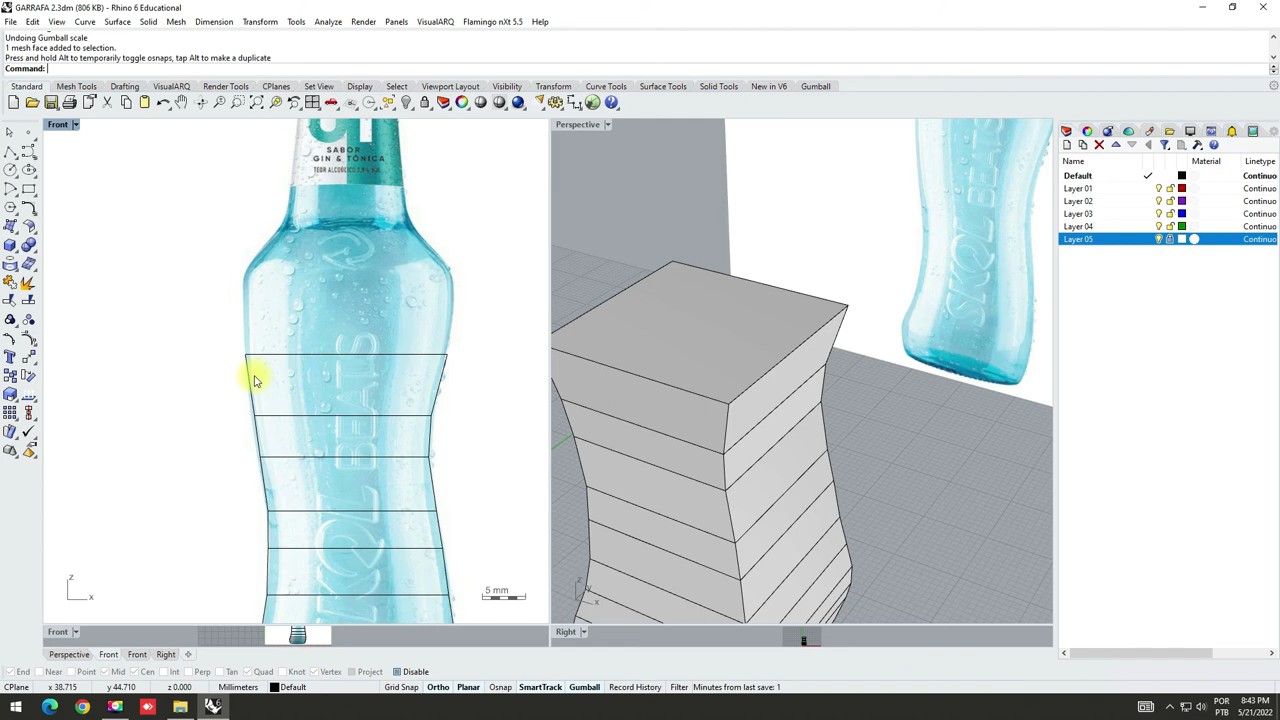 GARRAFA 2.3dm (806 KB) - Rhino 6 Educational
File Edit View Curve Surface Solid Mesh Dimension Transform Tools Analyze Render Panels VisualARQ Flamingo nXt 5.5 Help
Undoing Gumball scale
1 mesh face added to selection.
Press and hold Alt to temporarily toggle osnaps, tap Alt to make a duplicate
Command:
Standard Mesh Tools Drafting VisualARQ Render Tools CPlanes Set View Display Select Viewport Layout Visibility Transform Curve Tools Surface Tools Solid Tools New in V6 Gumball
Front
Perspective
SABOR
GIN & TÔNICA
TEOR ALCOÓLICO 7,9% V/V
SKOL BEATS
SKOL BEATS
z
x
5 mm
z
y
x
Front
Right
Name Material Linetype
Default Continuo
Layer 01 Continuo
Layer 02 Continuo
Layer 03 Continuo
Layer 04 Continuo
Layer 05 Continuo
Perspective Front Front Right
End Near Point Mid Cen Int Perp Tan Quad Knot Vertex Project Disable
CPlane x 38.715 y 44.710 z 0.000 Millimeters Default Grid Snap Ortho Planar Osnap SmartTrack Gumball Record History Filter Minutes from last save: 1
POR
PTB
8:43 PM
5/21/2022